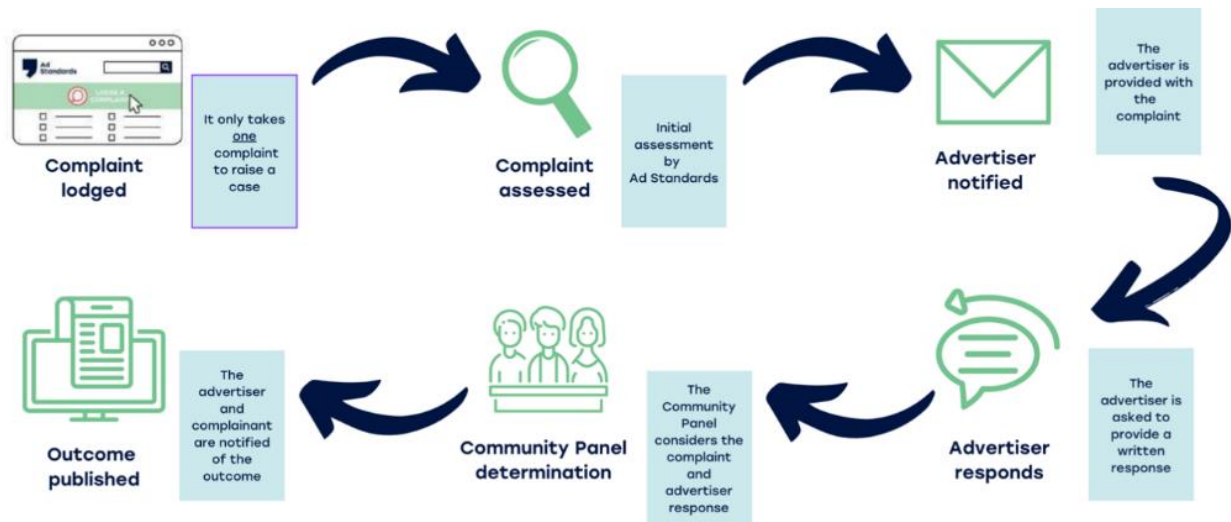 Ad
Standards
LODGE A
COMPLAINT
Complaint
lodged
It only takes
one
complaint
to raise a
case
Complaint
assessed
Initial
assessment
by
Ad Standards
Advertiser
notified
The
advertiser is
provided with
the
complaint
Advertiser
responds
The
advertiser is
asked to
provide a
written
response
Community Panel
determination
The
Community
Panel
considers the
complaint
and
advertiser
response
Outcome
published
The
advertiser
and
complainant
are notified
of the
outcome